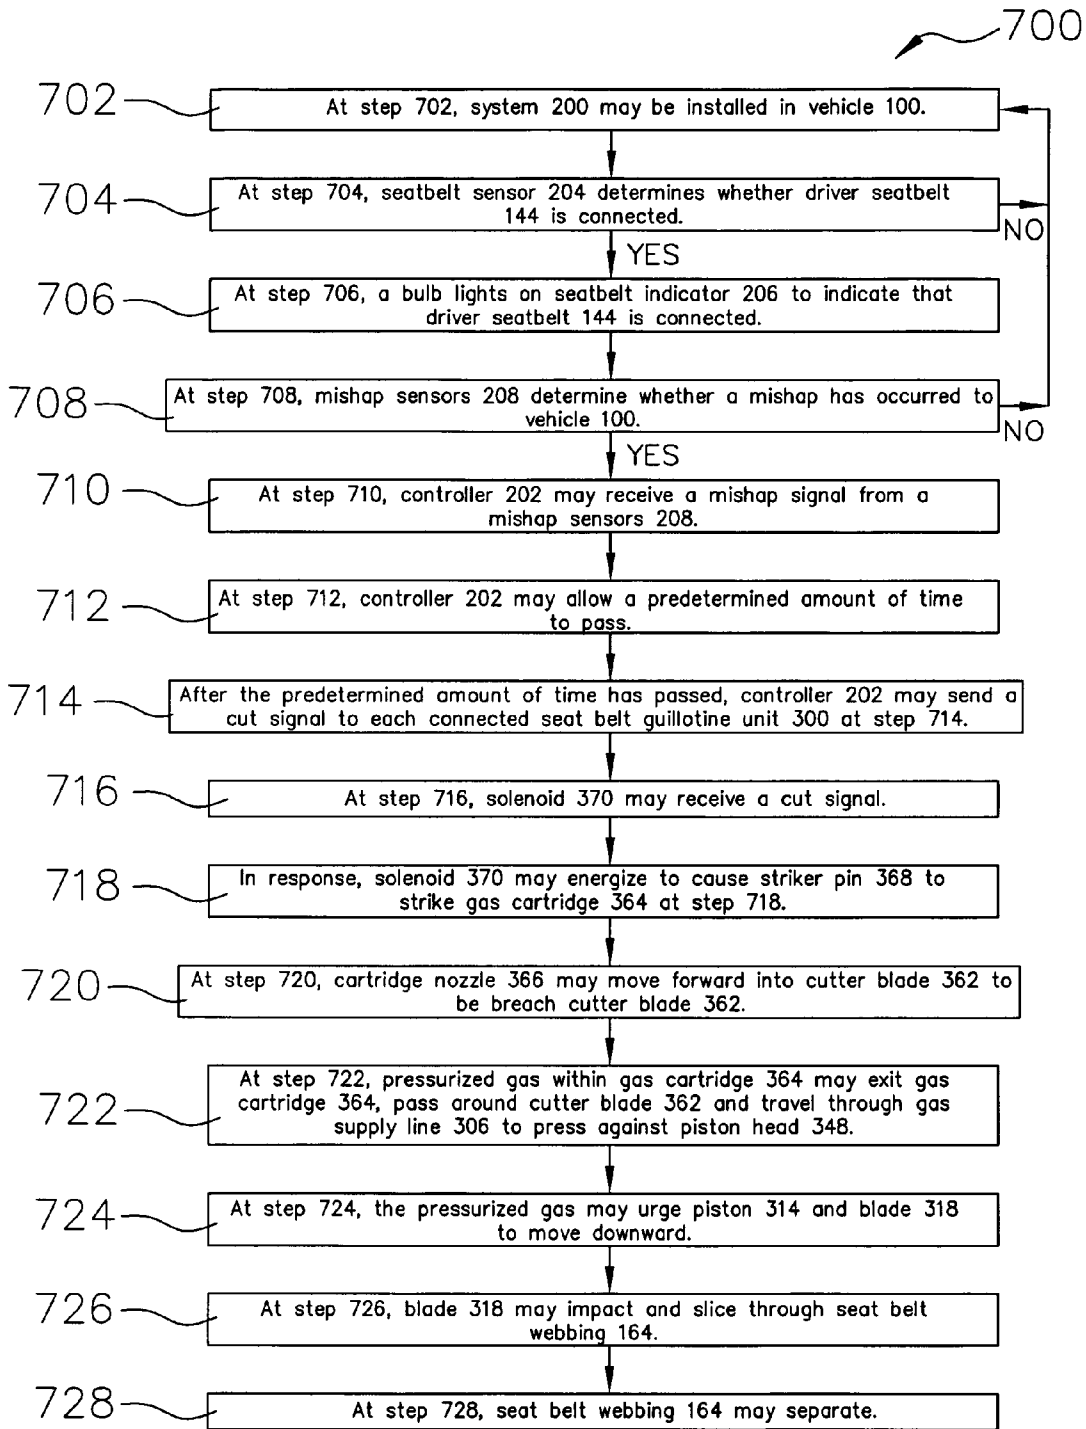 700
702
At step 702, system 200 may be installed in vehicle 100.
704
At step 704, seatbelt sensor 204 determines whether driver seatbelt
144 is connected.
NO
YES
706
At step 706, a bulb lights on seatbelt indicator 206 to indicate that
driver seatbelt 144 is connected.
708
At step 708, mishap sensors 208 determine whether a mishap has occurred to
vehicle 100.
NO
YES
710
At step 710, controller 202 may receive a mishap signal from a
mishap sensors 208.
712
At step 712, controller 202 may allow a predetermined amount of time
to pass.
714
After the predetermined amount of time has passed, controller 202 may send a
cut signal to each connected seat belt guillotine unit 300 at step 714.
716
At step 716, solenoid 370 may receive a cut signal.
718
In response, solenoid 370 may energize to cause striker pin 368 to
strike gas cartridge 364 at step 718.
720
At step 720, cartridge nozzle 366 may move forward into cutter blade 362 to
be breach cutter blade 362.
722
At step 722, pressurized gas within gas cartridge 364 may exit gas
cartridge 364, pass around cutter blade 362 and travel through gas
supply line 306 to press against piston head 348.
724
At step 724, the pressurized gas may urge piston 314 and blade 318
to move downward.
726
At step 726, blade 318 may impact and slice through seat belt
webbing 164.
728
At step 728, seat belt webbing 164 may separate.